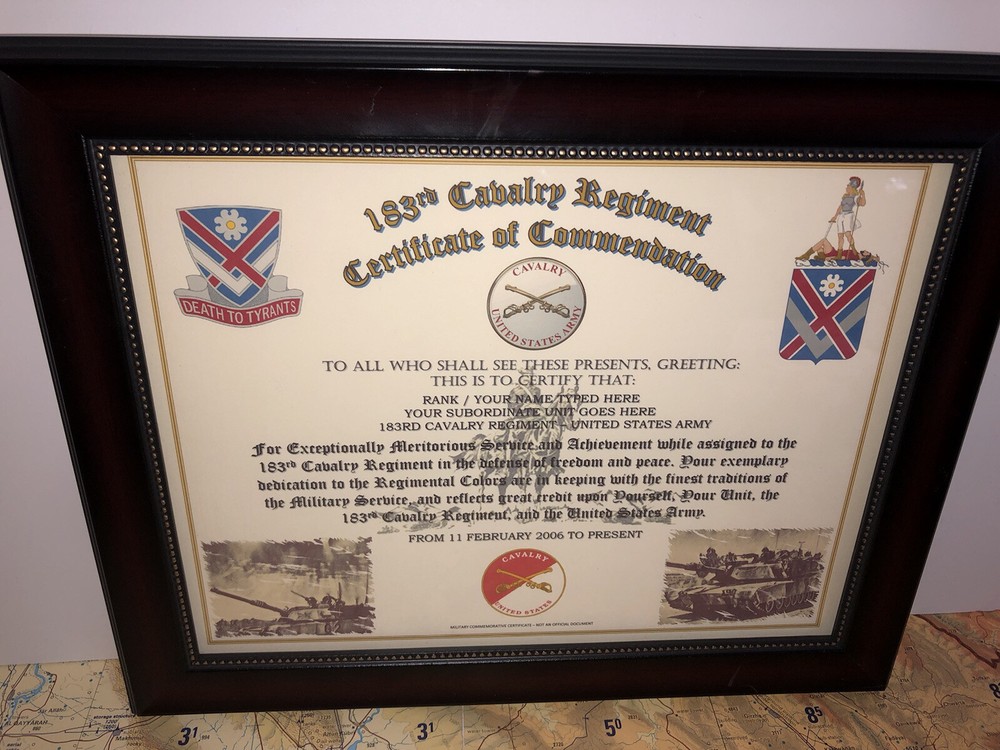 183rd Cavalry Regiment
Certificate of Commendation
DEATH TO TYRANTS
CAVALRY
UNITED STATES ARMY
TO ALL WHO SHALL SEE THESE PRESENTS, GREETING:
THIS IS TO CERTIFY THAT:
RANK / YOUR NAME TYPED HERE
YOUR SUBORDINATE UNIT GOES HERE
183RD CAVALRY REGIMENT - UNITED STATES ARMY
For Exceptionally Meritorious Service and Achievement while assigned to the
183rd Cavalry Regiment in the defense of freedom and peace. Your exemplary
dedication to the Regimental Colors are in keeping with the finest traditions of
the Military Service, and reflects great credit upon Yourself, Your Unit, the
183rd Cavalry Regiment, and the United States Army.
FROM 11 FEBRUARY 2006 TO PRESENT
CAVALRY
UNITED STATES
MILITARY COMMEMORATIVE CERTIFICATE - NOT AN OFFICIAL DOCUMENT
31
31
50
85